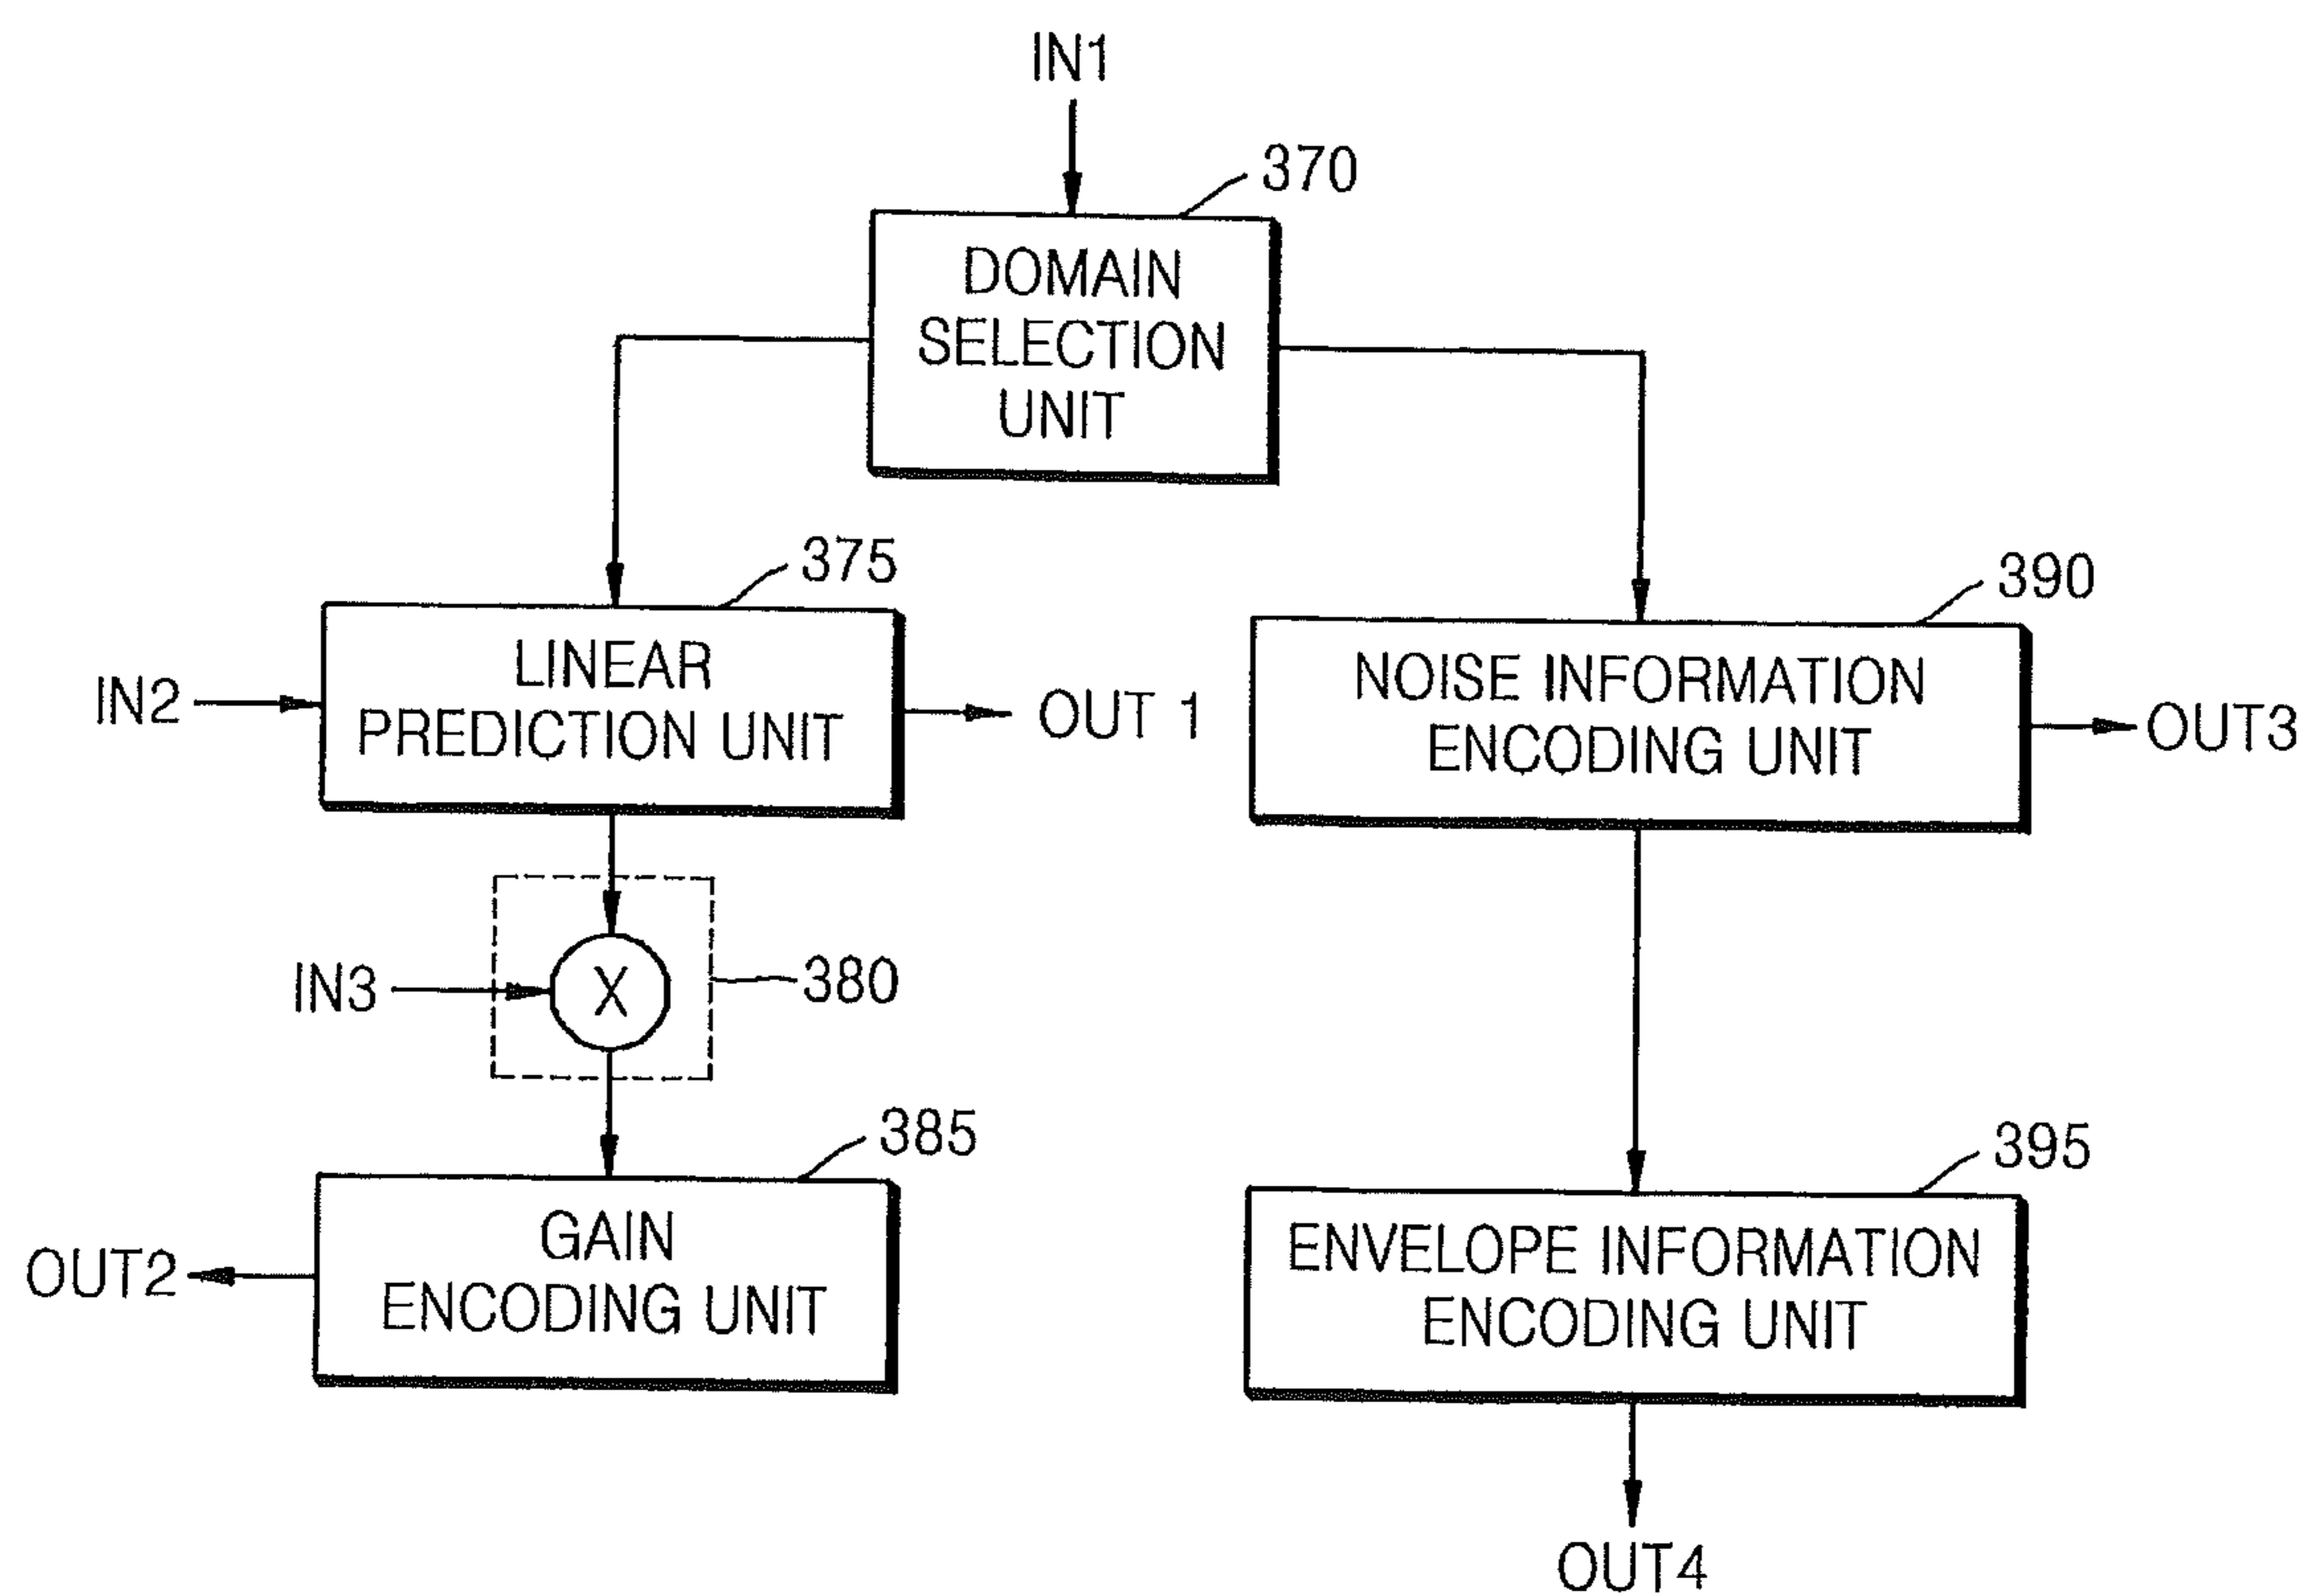 IN1
370
DOMAIN
SELECTION
UNIT
375
390
LINEAR
PREDICTION UNIT
IN2
OUT 1
NOISE INFORMATION
ENCODING UNIT
OUT3
IN3
X
380
385
395
GAIN
ENCODING UNIT
OUT2
ENVELOPE INFORMATION
ENCODING UNIT
OUT4